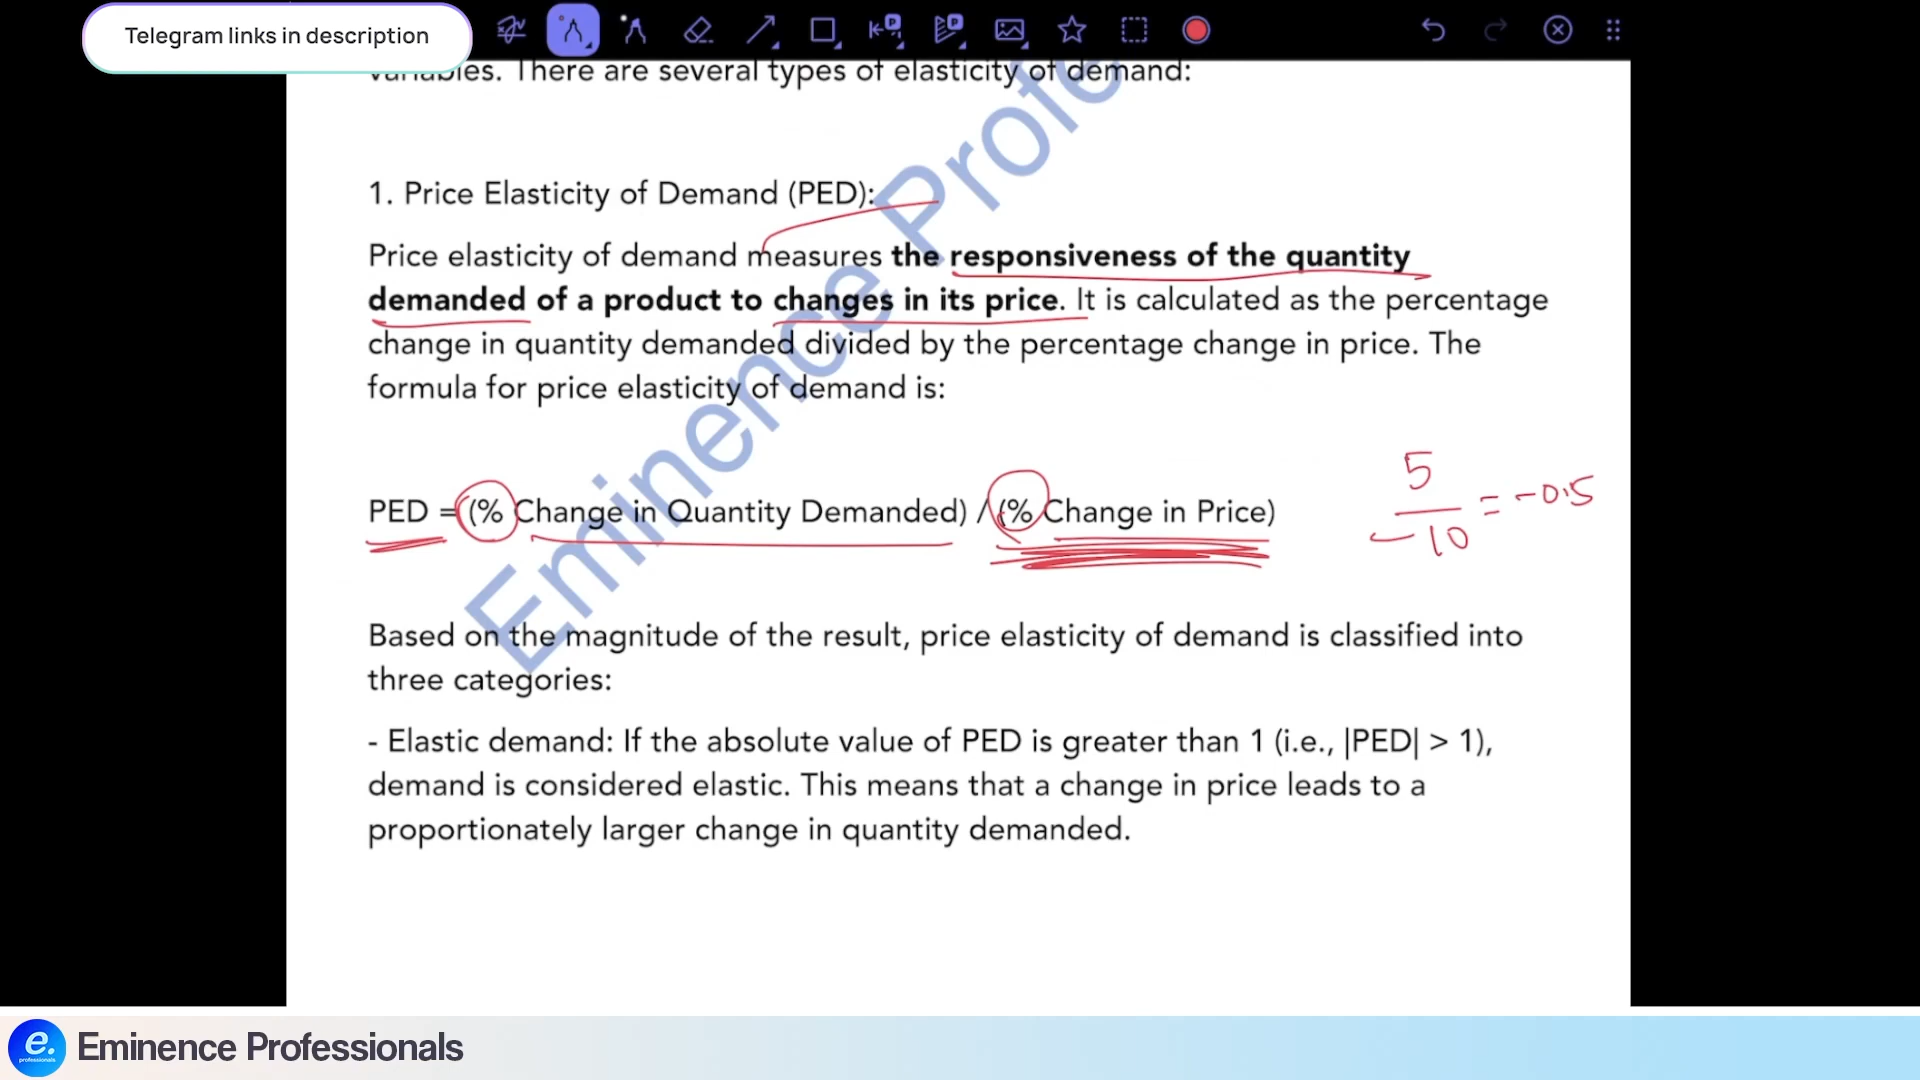 Telegram links in description
variables. There are several types of elasticity of demand:
1. Price Elasticity of Demand (PED):
Price elasticity of demand measures the responsiveness of the quantity
demanded of a product to changes in its price. It is calculated as the percentage
change in quantity demanded divided by the percentage change in price. The
formula for price elasticity of demand is:
PED = (% Change in Quantity Demanded) / (% Change in Price)
5
-10
= -0.5
Based on the magnitude of the result, price elasticity of demand is classified into
three categories:
- Elastic demand: If the absolute value of PED is greater than 1 (i.e., |PED| > 1),
demand is considered elastic. This means that a change in price leads to a
proportionately larger change in quantity demanded.
Eminence Profe
e.
professionals
Eminence Professionals